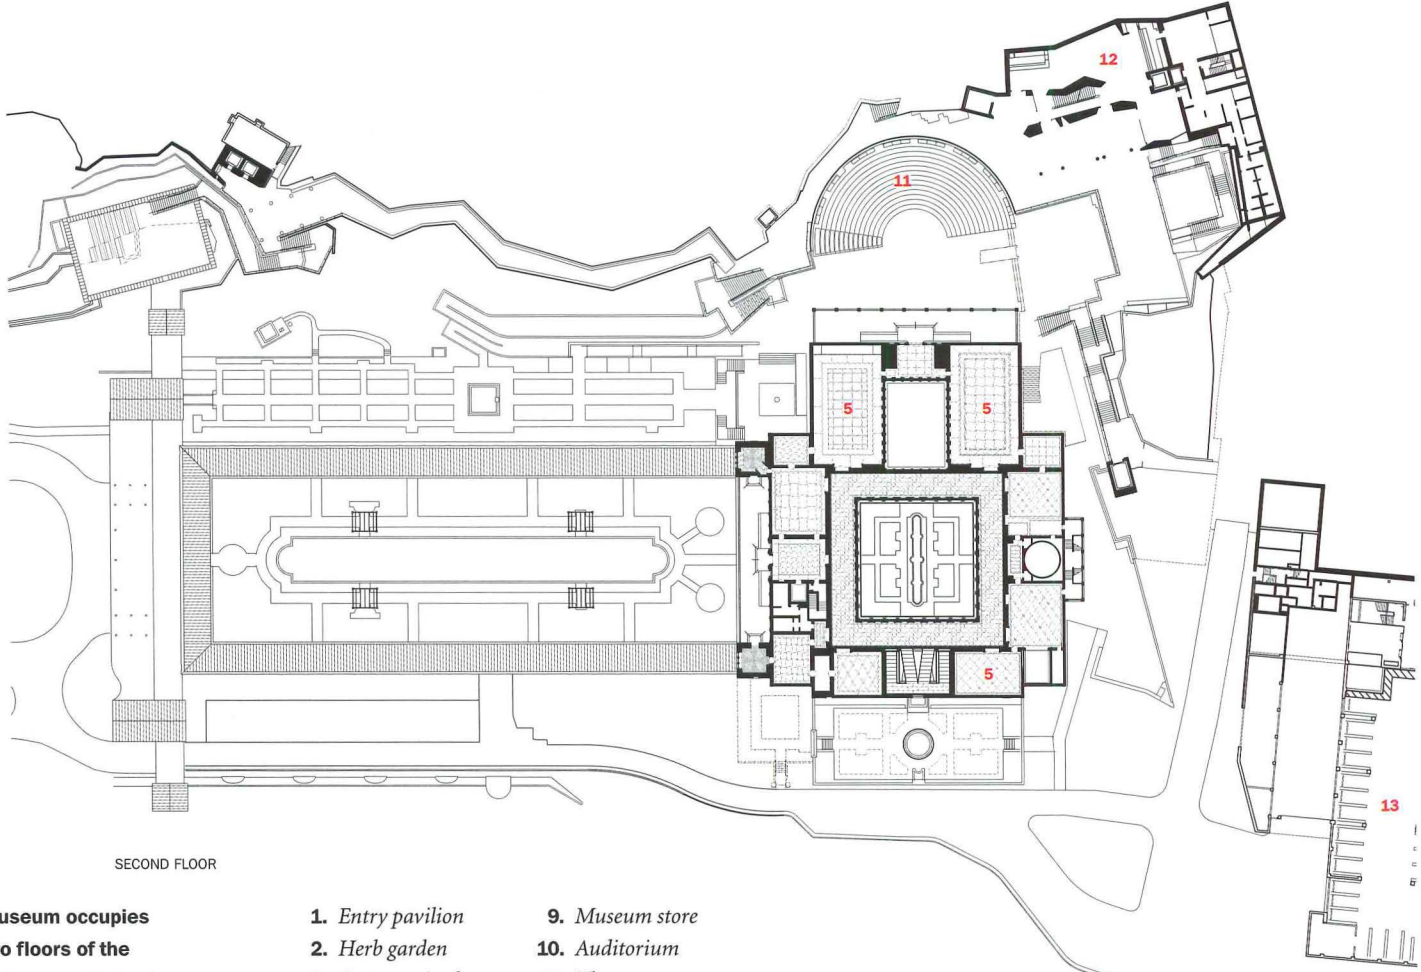 12
11
5
5
5
13
SECOND FLOOR
useum occupies
o floors of the
1. Entry pavilion
2. Herb garden
9. Museum store
10. Auditorium